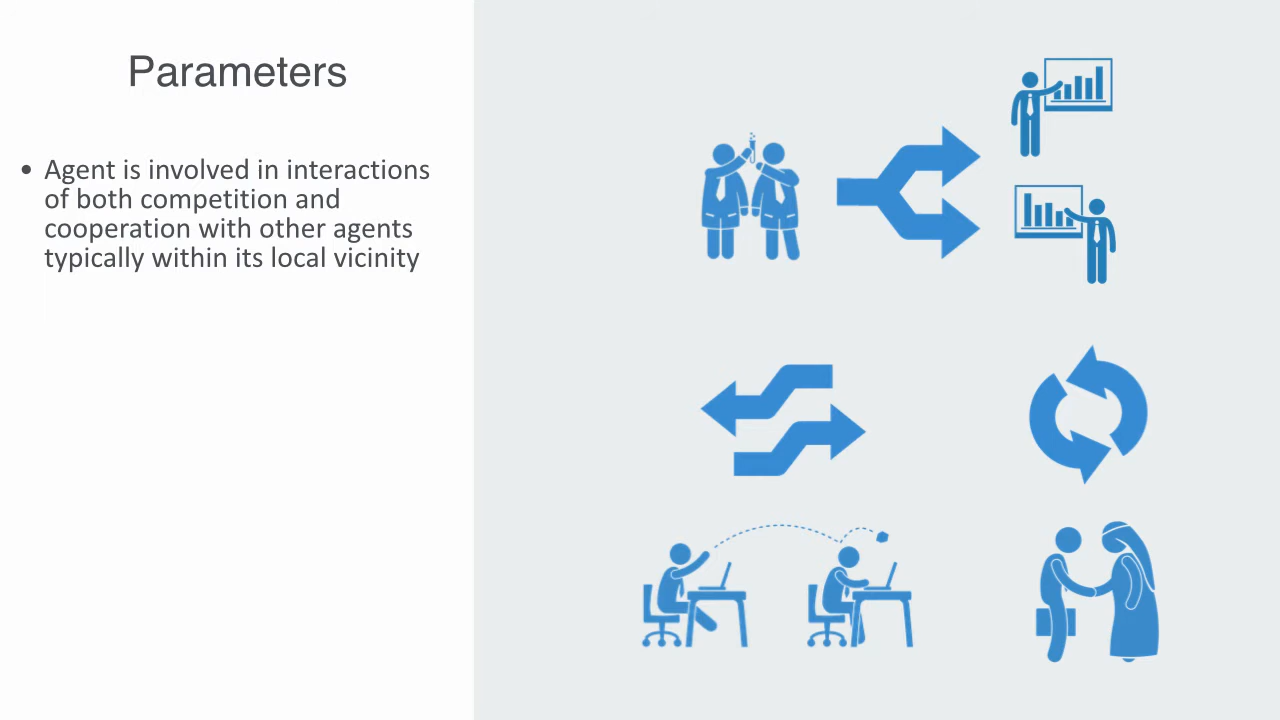 Parameters
• Agent is involved in interactions
of both competition and
cooperation with other agents
typically within its local vicinity